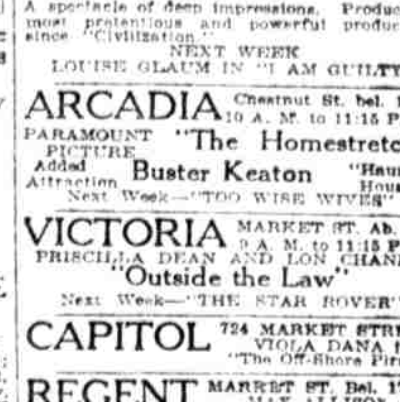 A spectacle of deep impressions. Produc
most pretentious and powerful produc
since "Civilization."
NEXT WEEK
LOUISE GLAUM IN "I AM GUILTY
ARCADIA Chestnut St. bel. 1
10 A. M. to 11:15 P
PARAMOUNT PICTURE "The Homestretc
Added Attraction Buster Keaton "Haun
Hous
Next Week—"TOO WISE WIVES"
VICTORIA MARKET ST. Ab.
9 A. M. to 11:15 P
PRISCILLA DEAN AND LON CHAN
"Outside the Law"
Next Week—"THE STAR ROVER"
CAPITOL 724 MARKET STRE
VIOLA DANA
"The Off-Shore Pir
REGENT MARKET ST. Bel. 1
MAY ALLISON